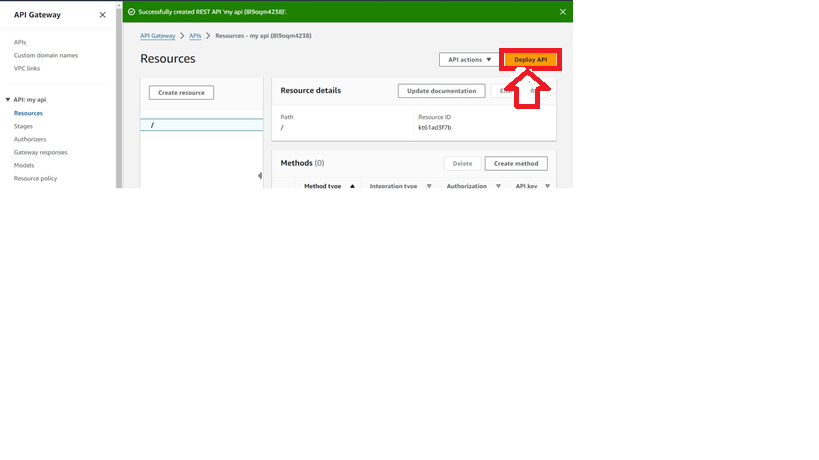 API Gateway
APIs
Custom domain names
VPC links
API: my api
Resources
Stages
Authorizers
Gateway responses
Models
Resource policy
Successfully created REST API 'my api (8l9oqm4238)'.
API Gateway > APIs > Resources - my api (8l9oqm4238)
Resources
API actions
Deploy API
Create resource
/
Resource details
Update documentation
Path
/
Resource ID
kt61ad3f7b
Methods (0)
Delete
Create method
Method type
Integration type
Authorization
API key